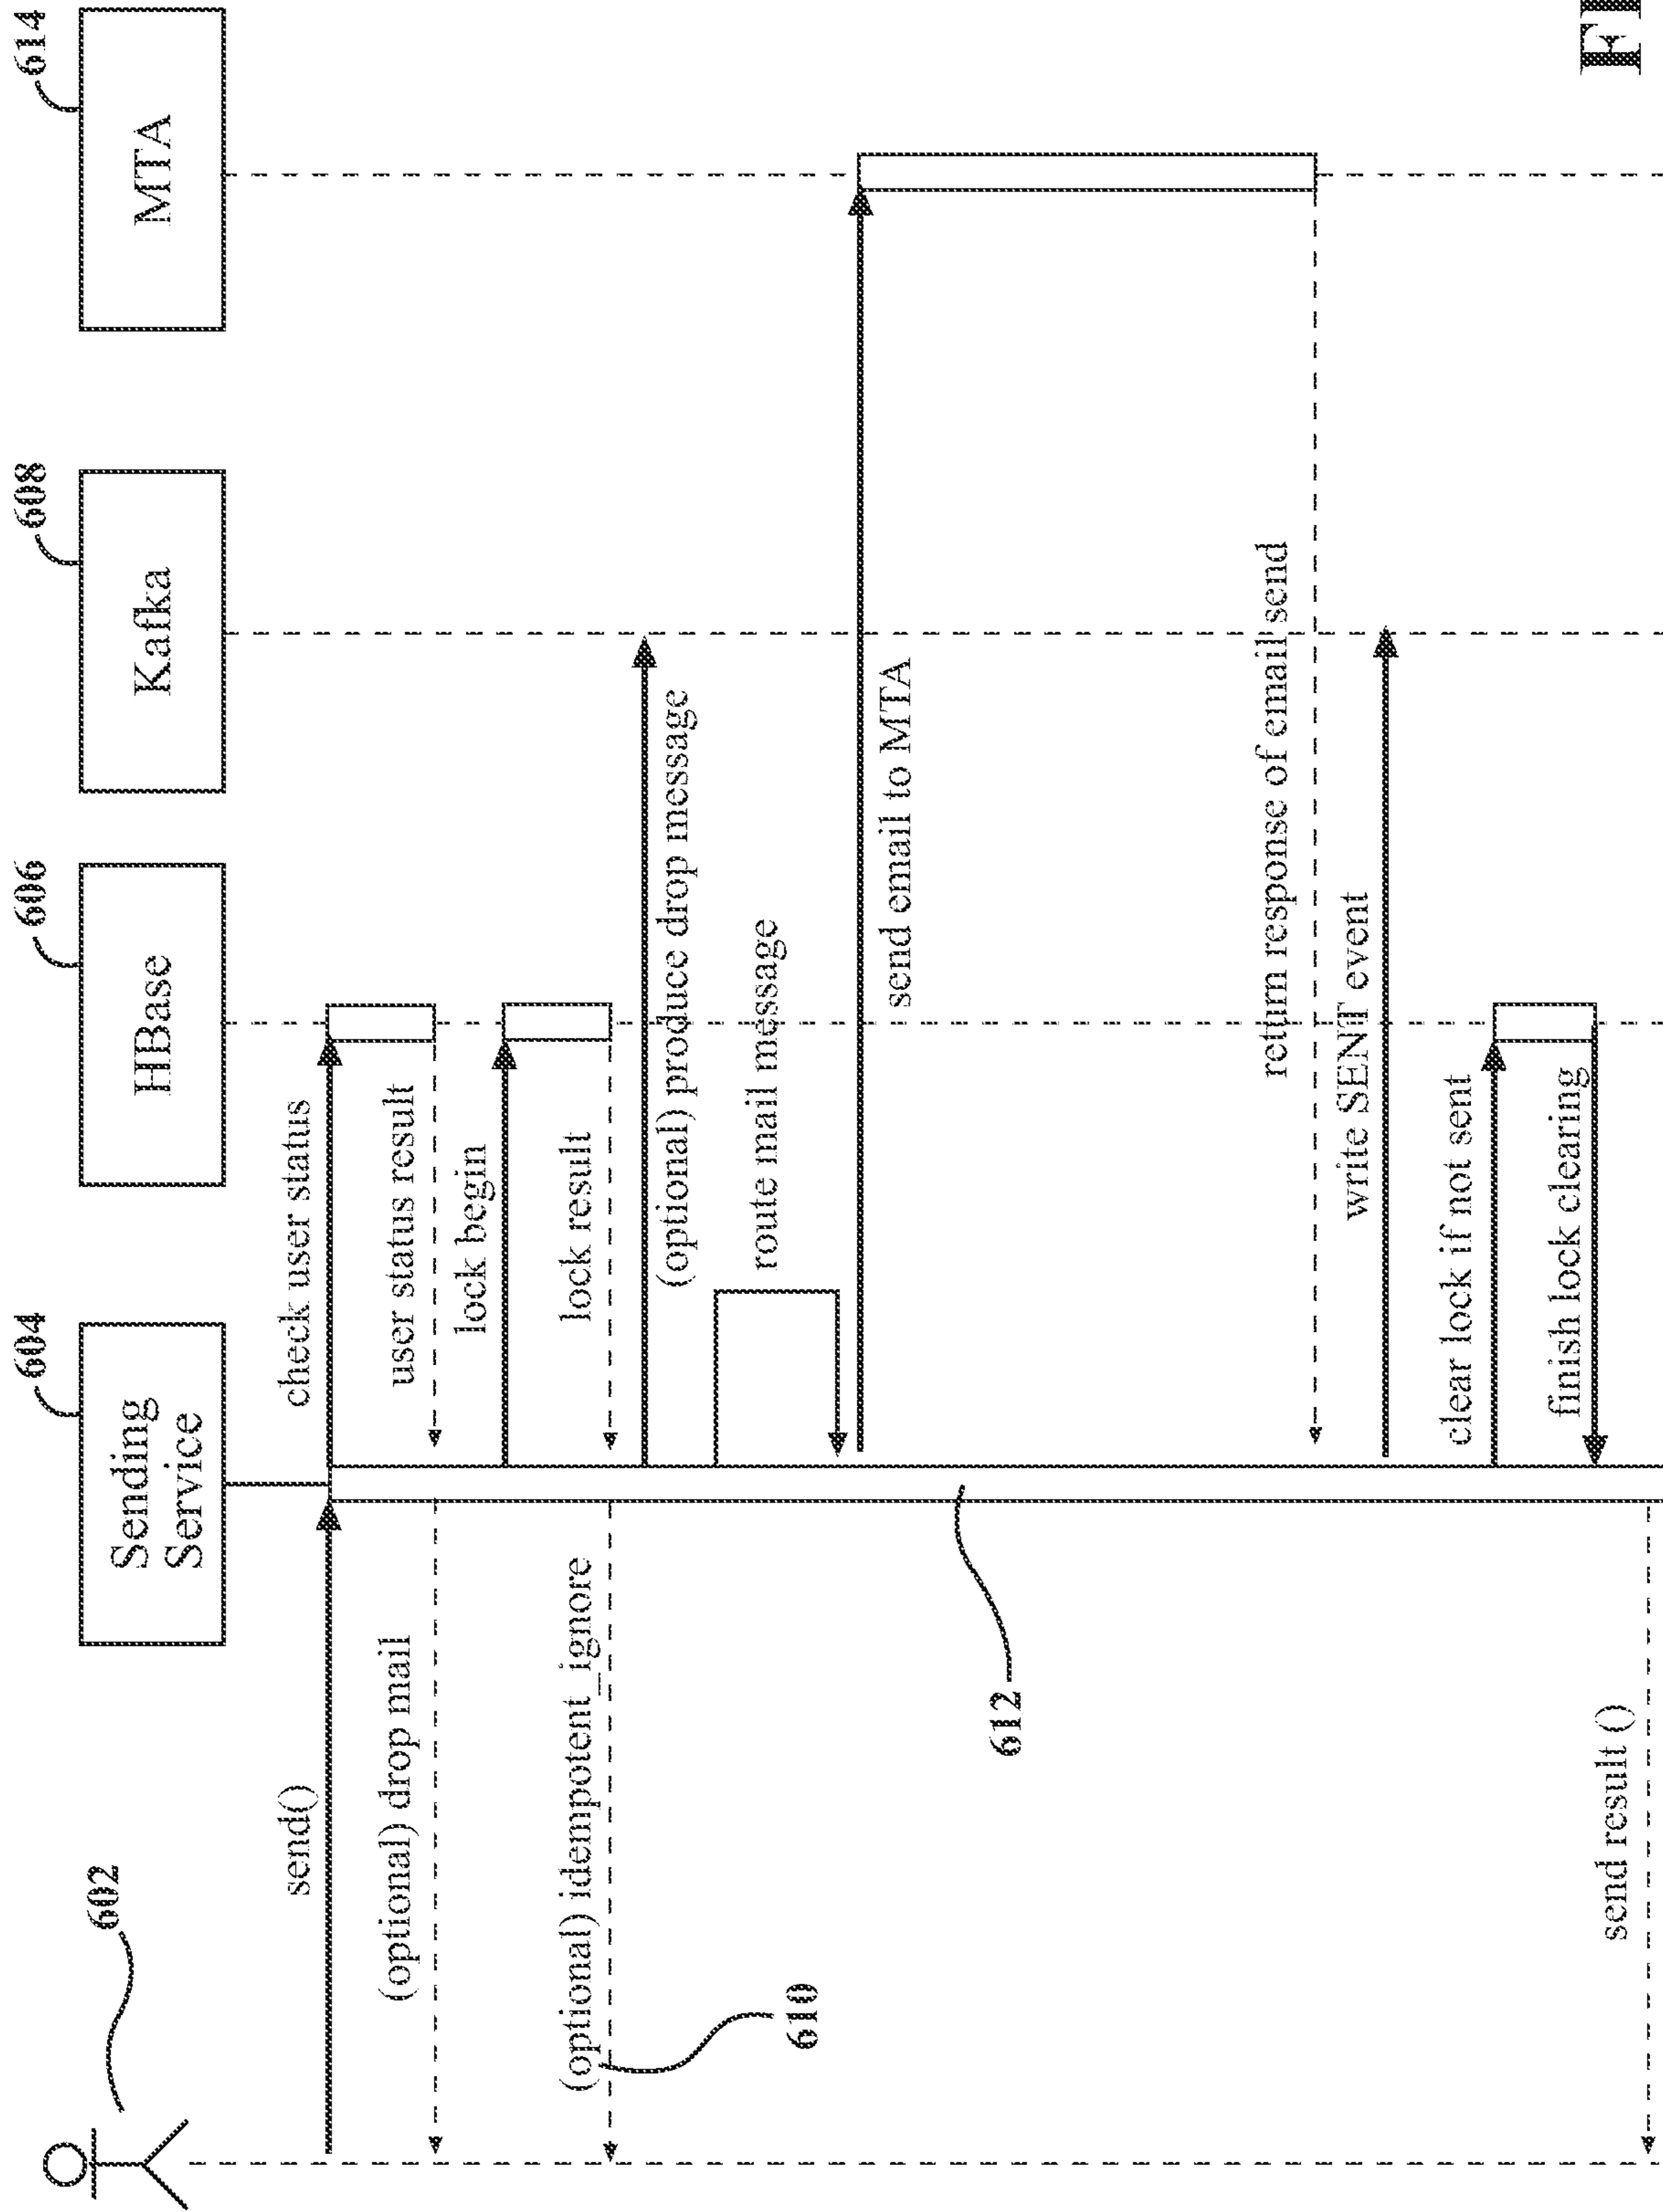 602
604
606
608
614
Sending
Service
HBase
Kafka
MTA
send()
check user status
(optional) drop mail
user status result
lock begin
(optional) idempotent_ignore
lock result
610
(optional) produce drop message
route mail message
send email to MTA
612
return response of email send
write SENT event
clear lock if not sent
finish lock clearing
send result ()